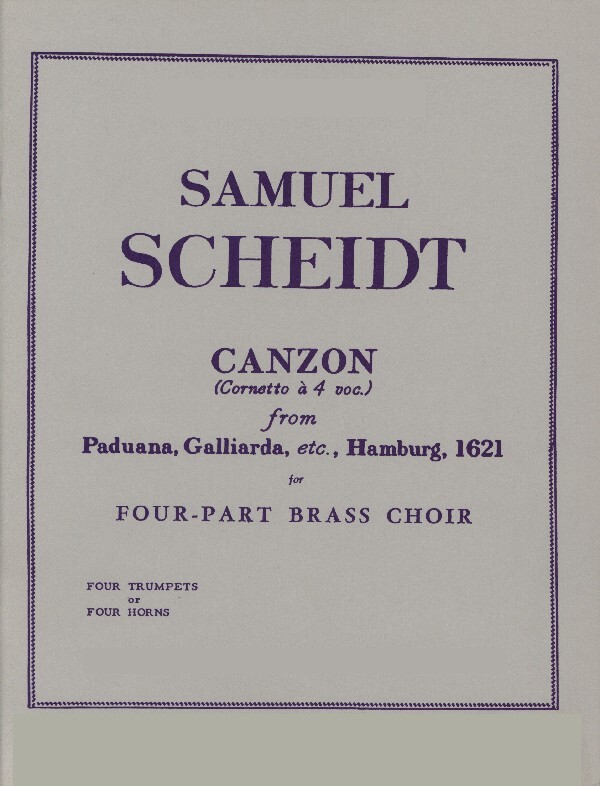 SAMUEL
SCHEIDT
CANZON
(Cornetto à 4 voc.)
from
Paduana, Galliarda, etc., Hamburg, 1621
for
FOUR-PART BRASS CHOIR
FOUR TRUMPETS
or
FOUR HORNS